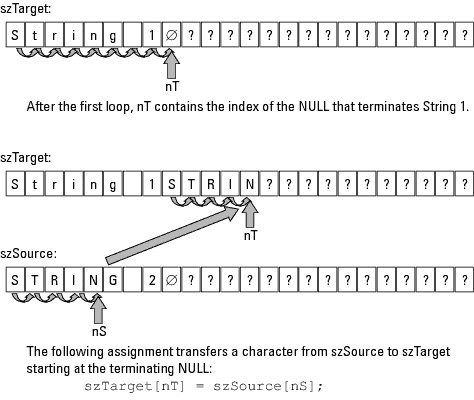 szTarget:
S t r i n g 1 ∅ ? ? ? ? ? ? ? ? ? ? ? ? ? ? ?
nT
After the first loop, nT contains the index of the NULL that terminates String 1.
szTarget:
S t r i n g 1 S T R I N ? ? ? ? ? ? ? ? ? ? ?
nT
szSource:
S T R I N G 2 ∅ ? ? ? ? ? ? ? ? ? ? ? ? ? ? ?
nS
The following assignment transfers a character from szSource to szTarget
starting at the terminating NULL:
szTarget[nT] = szSource[nS];